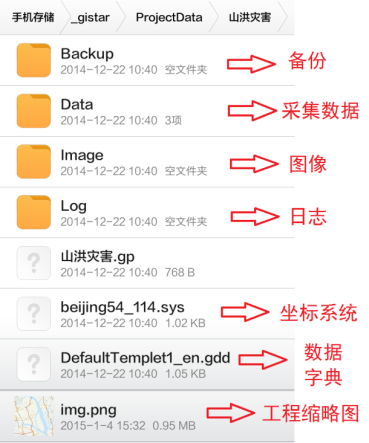 手机存储 _gistar ProjectData 山洪灾害
Backup
2014-12-22 10:40 空文件夹
备份
Data
2014-12-22 10:40 3项
采集数据
Image
2014-12-22 10:40 空文件夹
图像
Log
2014-12-22 10:40 空文件夹
日志
山洪灾害.gp
2014-12-22 10:40 768 B
beijing54_114.sys
2014-12-22 10:40 1.02 KB
坐标系统
DefaultTemplet1_en.gdd
2014-12-22 10:40 1.05 KB
数据
字典
img.png
2015-1-4 15:32 0.95 MB
工程缩略图